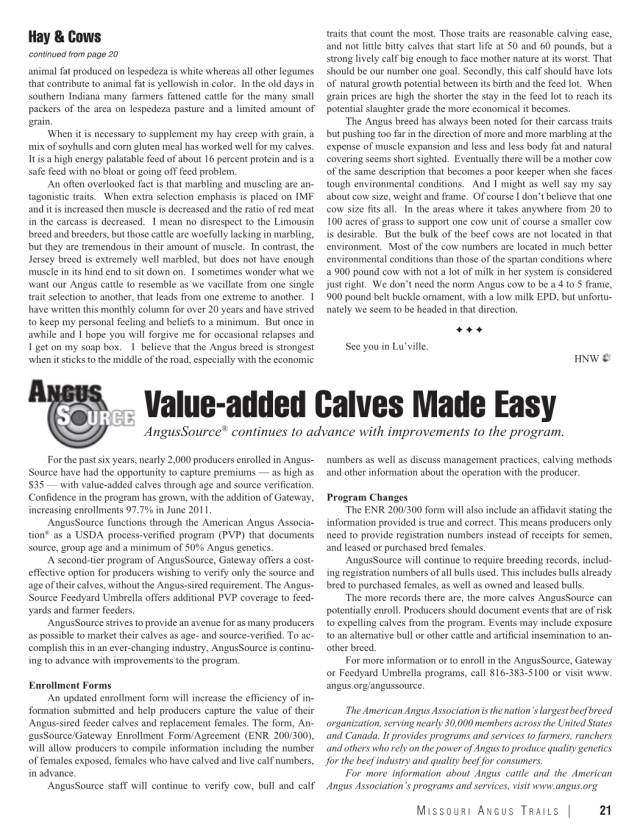 Hay & Cows
continued from page 20
animal fat produced on lespedeza is white whereas all other legumes
that contribute to animal fat is yellowish in color. In the old days in
southern Indiana many farmers fattened cattle for the many small
packers of the area on lespedeza pasture and a limited amount of
grain.
When it is necessary to supplement my hay creep with grain, a
mix of soyhulls and corn gluten meal has worked well for my calves.
It is a high energy palatable feed of about 16 percent protein and is a
safe feed with no bloat or going off feed problem.
An often overlooked fact is that marbling and muscling are an-
tagonistic traits. When extra selection emphasis is placed on IMF
and it is increased then muscle is decreased and the ratio of red meat
in the carcass is decreased. I mean no disrespect to the Limousin
breed and breeders, but those cattle are woefully lacking in marbling,
but they are tremendous in their amount of muscle. In contrast, the
Jersey breed is extremely well marbled, but does not have enough
muscle in its hind end to sit down on. I sometimes wonder what we
want our Angus cattle to resemble as we vacillate from one single
trait selection to another, that leads from one extreme to another. I
have written this monthly column for over 20 years and have strived
to keep my personal feeling and beliefs to a minimum. But once in
awhile and I hope you will forgive me for occasional relapses and
I get on my soap box. I believe that the Angus breed is strongest
when it sticks to the middle of the road, especially with the economic
traits that count the most. Those traits are reasonable calving ease,
and not little bitty calves that start life at 50 and 60 pounds, but a
strong lively calf big enough to face mother nature at its worst. That
should be our number one goal. Secondly, this calf should have lots
of natural growth potential between its birth and the feed lot. When
grain prices are high the shorter the stay in the feed lot to reach its
potential slaughter grade the more economical it becomes.
The Angus breed has always been noted for their carcass traits
but pushing too far in the direction of more and more marbling at the
expense of muscle expansion and less and less body fat and natural
covering seems short sighted. Eventually there will be a mother cow
of the same description that becomes a poor keeper when she faces
tough environmental conditions. And I might as well say my say
about cow size, weight and frame. Of course I don't believe that one
cow size fits all. In the areas where it takes anywhere from 20 to
100 acres of grass to support one cow unit of course a smaller cow
is desirable. But the bulk of the beef cows are not located in that
environment. Most of the cow numbers are located in much better
environmental conditions than those of the spartan conditions where
a 900 pound cow with not a lot of milk in her system is considered
just right. We don't need the norm Angus cow to be a 4 to 5 frame,
900 pound belt buckle ornament, with a low milk EPD, but unfortu-
nately we seem to be headed in that direction.
✦✦✦
See you in Lu'ville.
HNW
ANGUS
SOURCE
Value-added Calves Made Easy
AngusSource® continues to advance with improvements to the program.
For the past six years, nearly 2,000 producers enrolled in Angus-
Source have had the opportunity to capture premiums — as high as
$35 — with value-added calves through age and source verification.
Confidence in the program has grown, with the addition of Gateway,
increasing enrollments 97.7% in June 2011.
AngusSource functions through the American Angus Associa-
tion® as a USDA process-verified program (PVP) that documents
source, group age and a minimum of 50% Angus genetics.
A second-tier program of AngusSource, Gateway offers a cost-
effective option for producers wishing to verify only the source and
age of their calves, without the Angus-sired requirement. The Angus-
Source Feedyard Umbrella offers additional PVP coverage to feed-
yards and farmer feeders.
AngusSource strives to provide an avenue for as many producers
as possible to market their calves as age- and source-verified. To ac-
complish this in an ever-changing industry, AngusSource is continu-
ing to advance with improvements to the program.
Enrollment Forms
An updated enrollment form will increase the efficiency of in-
formation submitted and help producers capture the value of their
Angus-sired feeder calves and replacement females. The form, An-
gusSource/Gateway Enrollment Form/Agreement (ENR 200/300),
will allow producers to compile information including the number
of females exposed, females who have calved and live calf numbers,
in advance.
AngusSource staff will continue to verify cow, bull and calf
numbers as well as discuss management practices, calving methods
and other information about the operation with the producer.
Program Changes
The ENR 200/300 form will also include an affidavit stating the
information provided is true and correct. This means producers only
need to provide registration numbers instead of receipts for semen,
and leased or purchased bred females.
AngusSource will continue to require breeding records, includ-
ing registration numbers of all bulls used. This includes bulls already
bred to purchased females, as well as owned and leased bulls.
The more records there are, the more calves AngusSource can
potentially enroll. Producers should document events that are of risk
to expelling calves from the program. Events may include exposure
to an alternative bull or other cattle and artificial insemination to an-
other breed.
For more information or to enroll in the AngusSource, Gateway
or Feedyard Umbrella programs, call 816-383-5100 or visit www.
angus.org/angussource.
The American Angus Association is the nation's largest beef breed
organization, serving nearly 30,000 members across the United States
and Canada. It provides programs and services to farmers, ranchers
and others who rely on the power of Angus to produce quality genetics
for the beef industry and quality beef for consumers.
For more information about Angus cattle and the American
Angus Association's programs and services, visit www.angus.org
MISSOURI ANGUS TRAILS | 21